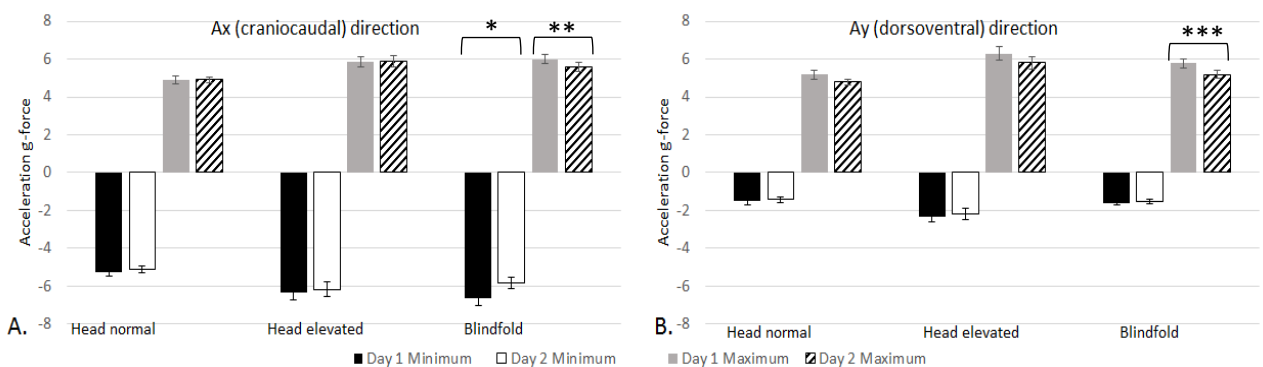 Ax (craniocaudal) direction
8
6
4
2
0
-2
-4
-6
-8
Acceleration g-force
*
**
A.
Head normal
Head elevated
Blindfold
Ay (dorsoventral) direction
8
6
4
2
0
-2
-4
-6
-8
Acceleration g-force
***
B.
Head normal
Head elevated
Blindfold
Day 1 Minimum
Day 2 Minimum
Day 1 Maximum
Day 2 Maximum